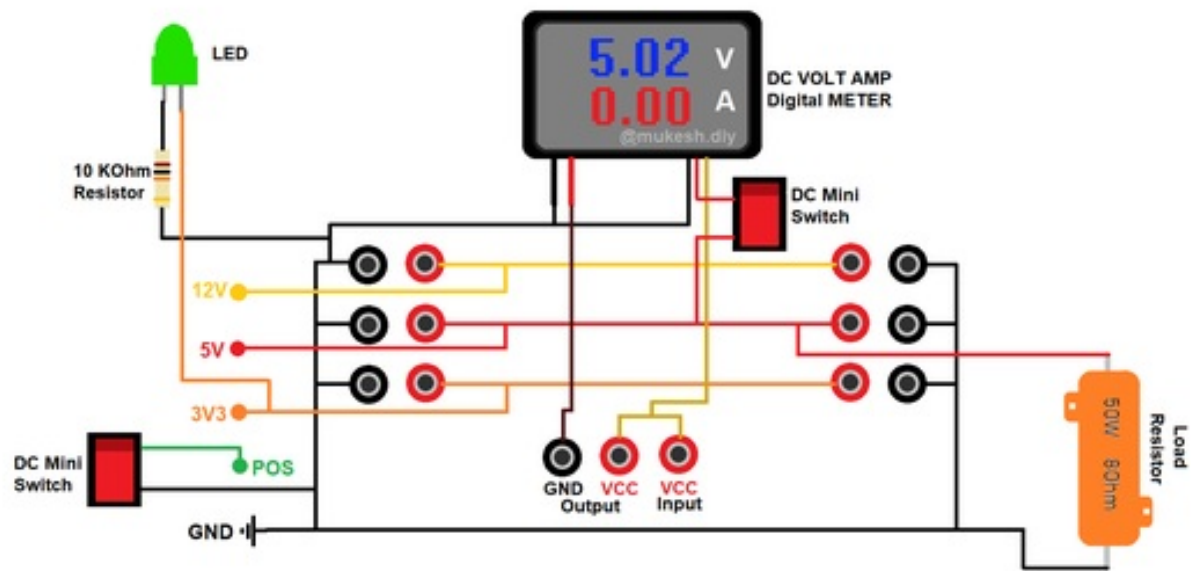 LED
5.02 V
0.00 A
@mukesh.diy
DC VOLT AMP
Digital METER
10 KOhm
Resistor
DC Mini
Switch
12V
5V
3V3
POS
DC Mini
Switch
GND
GND VCC VCC
Output Input
50W 8Ohm
Load
Resistor